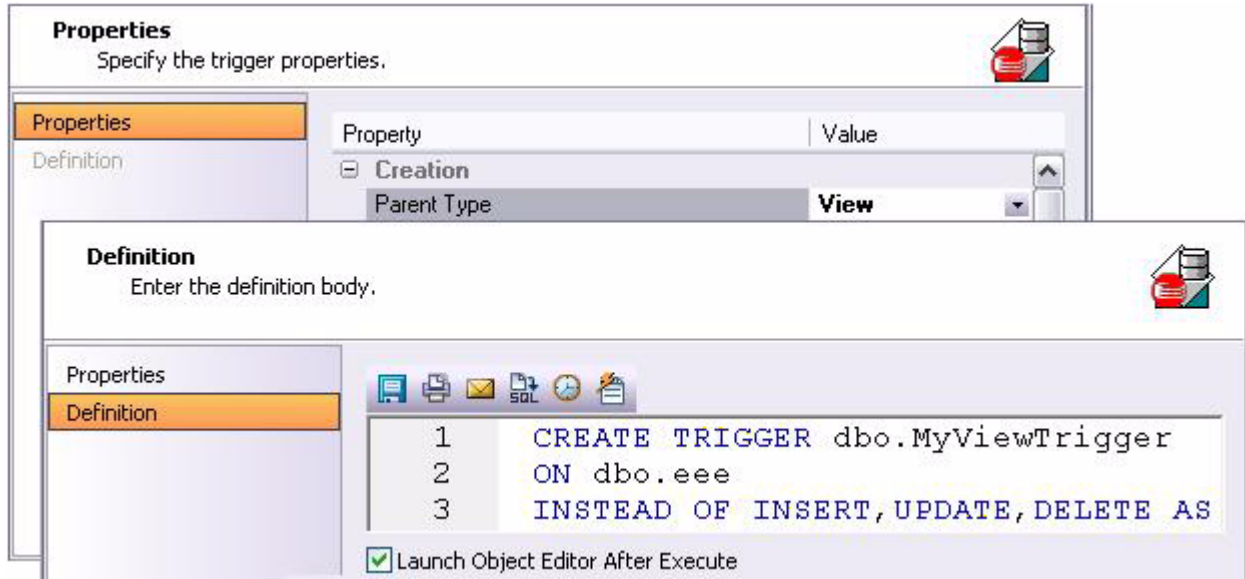 Properties
Specify the trigger properties.
Properties
Definition
Property Value
Creation
Parent Type View
Definition
Enter the definition body.
Properties
Definition
SQL
1 CREATE TRIGGER dbo.MyViewTrigger
2 ON dbo.eee
3 INSTEAD OF INSERT,UPDATE,DELETE AS
Launch Object Editor After Execute